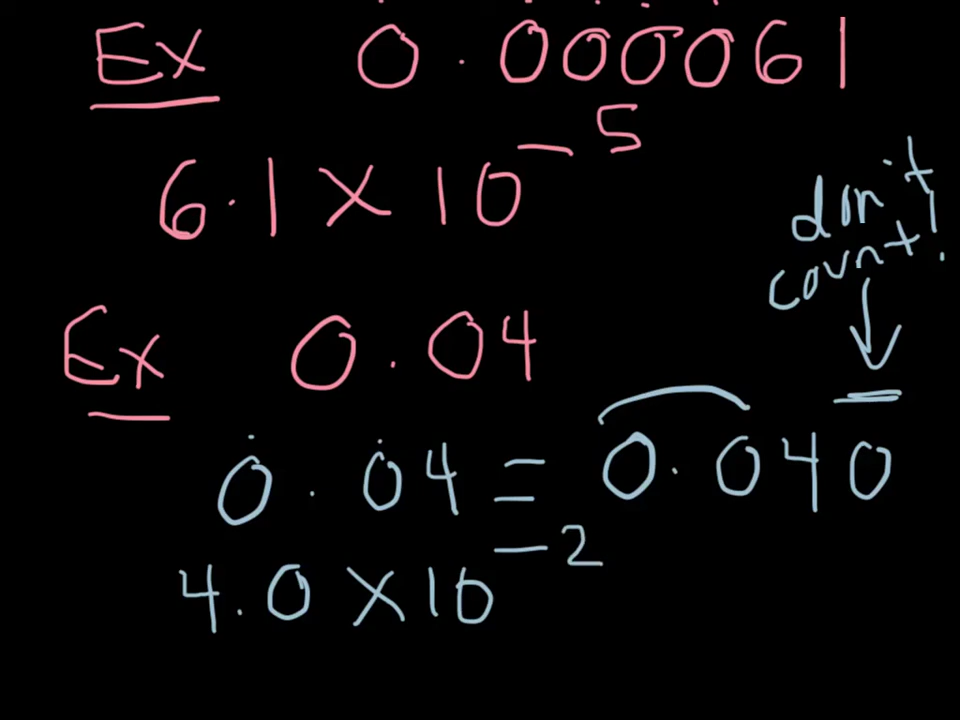 Ex 0.000061
6.1 X 10⁻⁵
don't
count!
Ex 0.04
0.04 = 0.040
4.0 X 10⁻²